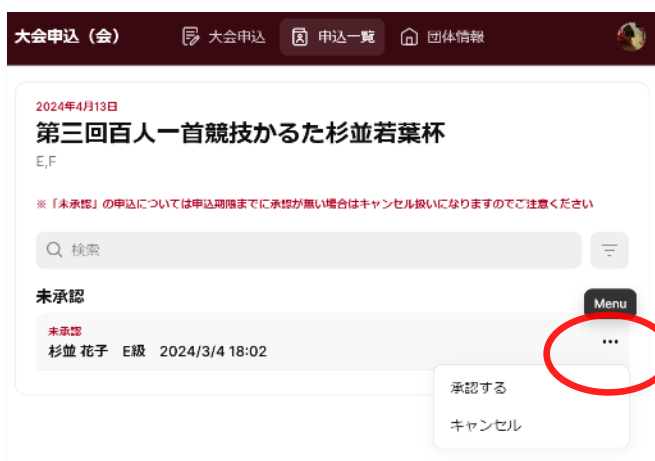 大会申込（会） 大会申込 申込一覧 団体情報
2024年4月13日
第三回百人一首競技かるた杉並若葉杯
E,F
※「未承認」の申込については申込期限までに承認が無い場合はキャンセル扱いになりますのでご注意ください
検索
未承認
Menu
未承認
杉並 花子 E級 2024/3/4 18:02
承認する
キャンセル